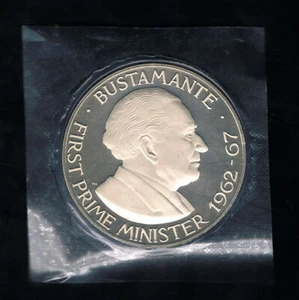 · BUSTAMANTE ·
FIRST PRIME MINISTER 1962-67